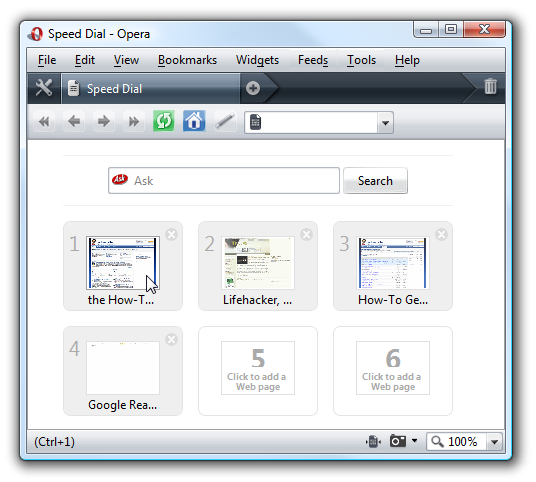 Speed Dial - Opera
File Edit View Bookmarks Widgets Feeds Tools Help
Speed Dial
Ask Ask Search
1 2 3
the How-T... Lifehacker, ... How-To Ge...
4 5 6
Click to add a Click to add a
Web page Web page
Google Rea...
(Ctrl+1) 100%